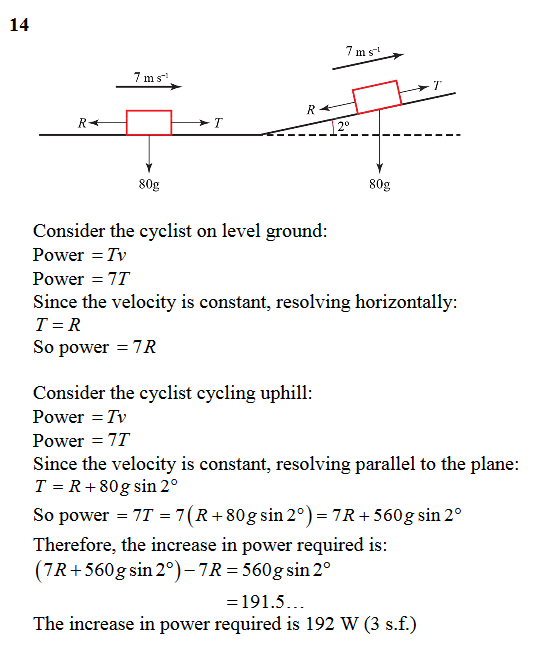 14
7 m s⁻¹
7 m s⁻¹
T
R
T
R
2°
80g
80g
Consider the cyclist on level ground:
Power = Tv
Power = 7T
Since the velocity is constant, resolving horizontally:
T = R
So power = 7R
Consider the cyclist cycling uphill:
Power = Tv
Power = 7T
Since the velocity is constant, resolving parallel to the plane:
T = R + 80g sin 2°
So power = 7T = 7(R + 80g sin 2°) = 7R + 560g sin 2°
Therefore, the increase in power required is:
(7R + 560g sin 2°) − 7R = 560g sin 2°
= 191.5…
The increase in power required is 192 W (3 s.f.)